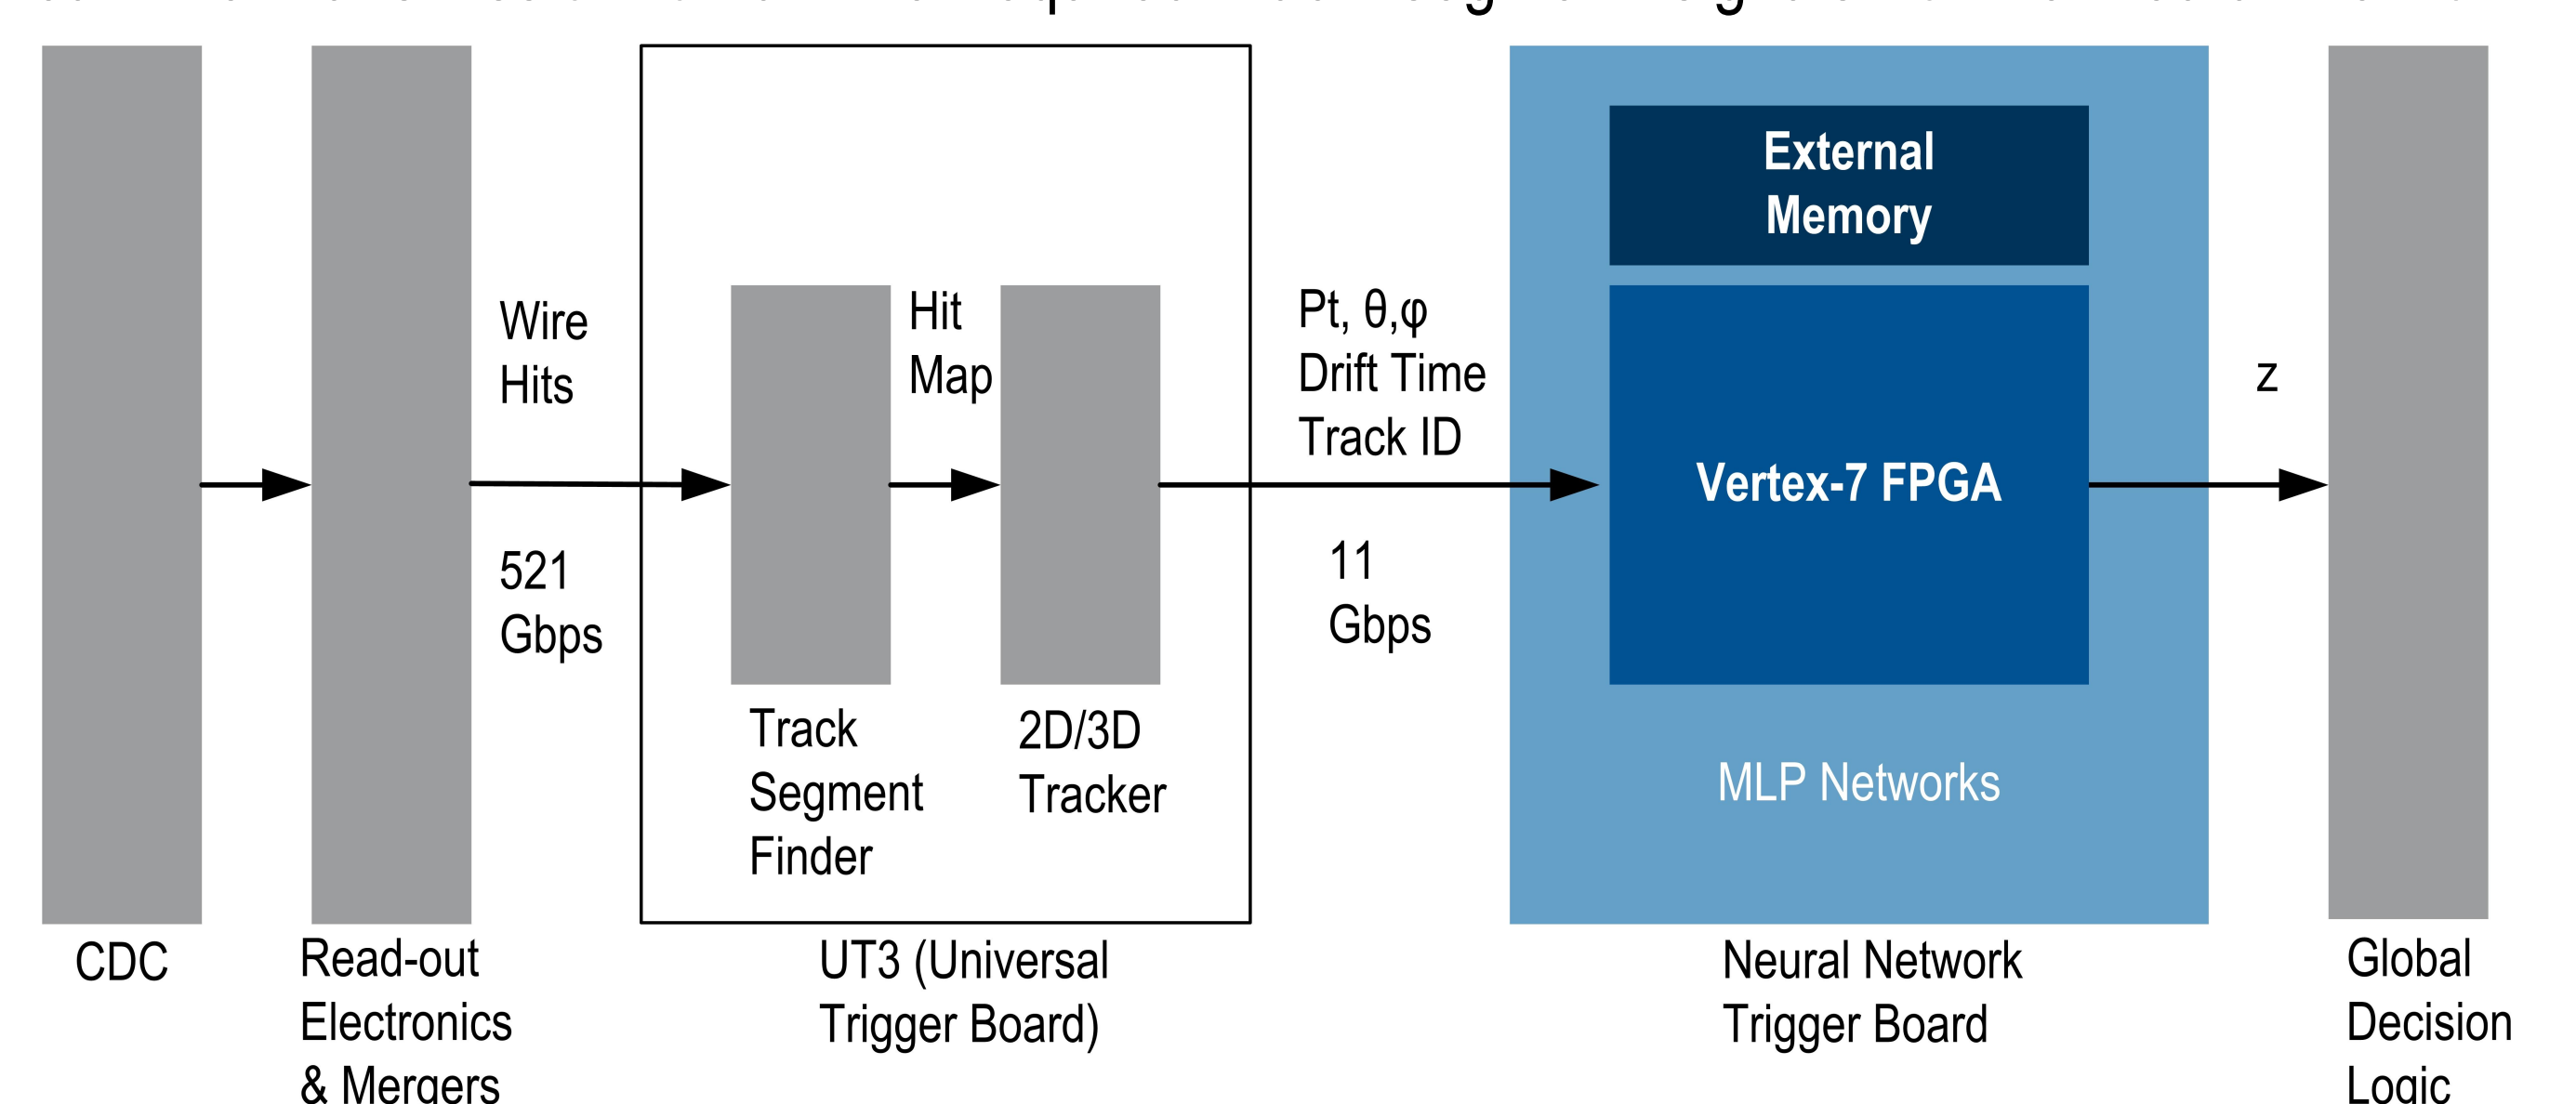 External
Memory
Wire
Hits
Hit
Map
Pt, θ,φ
Drift Time
Track ID
z
Vertex-7 FPGA
521
Gbps
11
Gbps
Track
Segment
Finder
2D/3D
Tracker
MLP Networks
CDC
Read-out
Electronics
& Mergers
UT3 (Universal
Trigger Board)
Neural Network
Trigger Board
Global
Decision
Logic